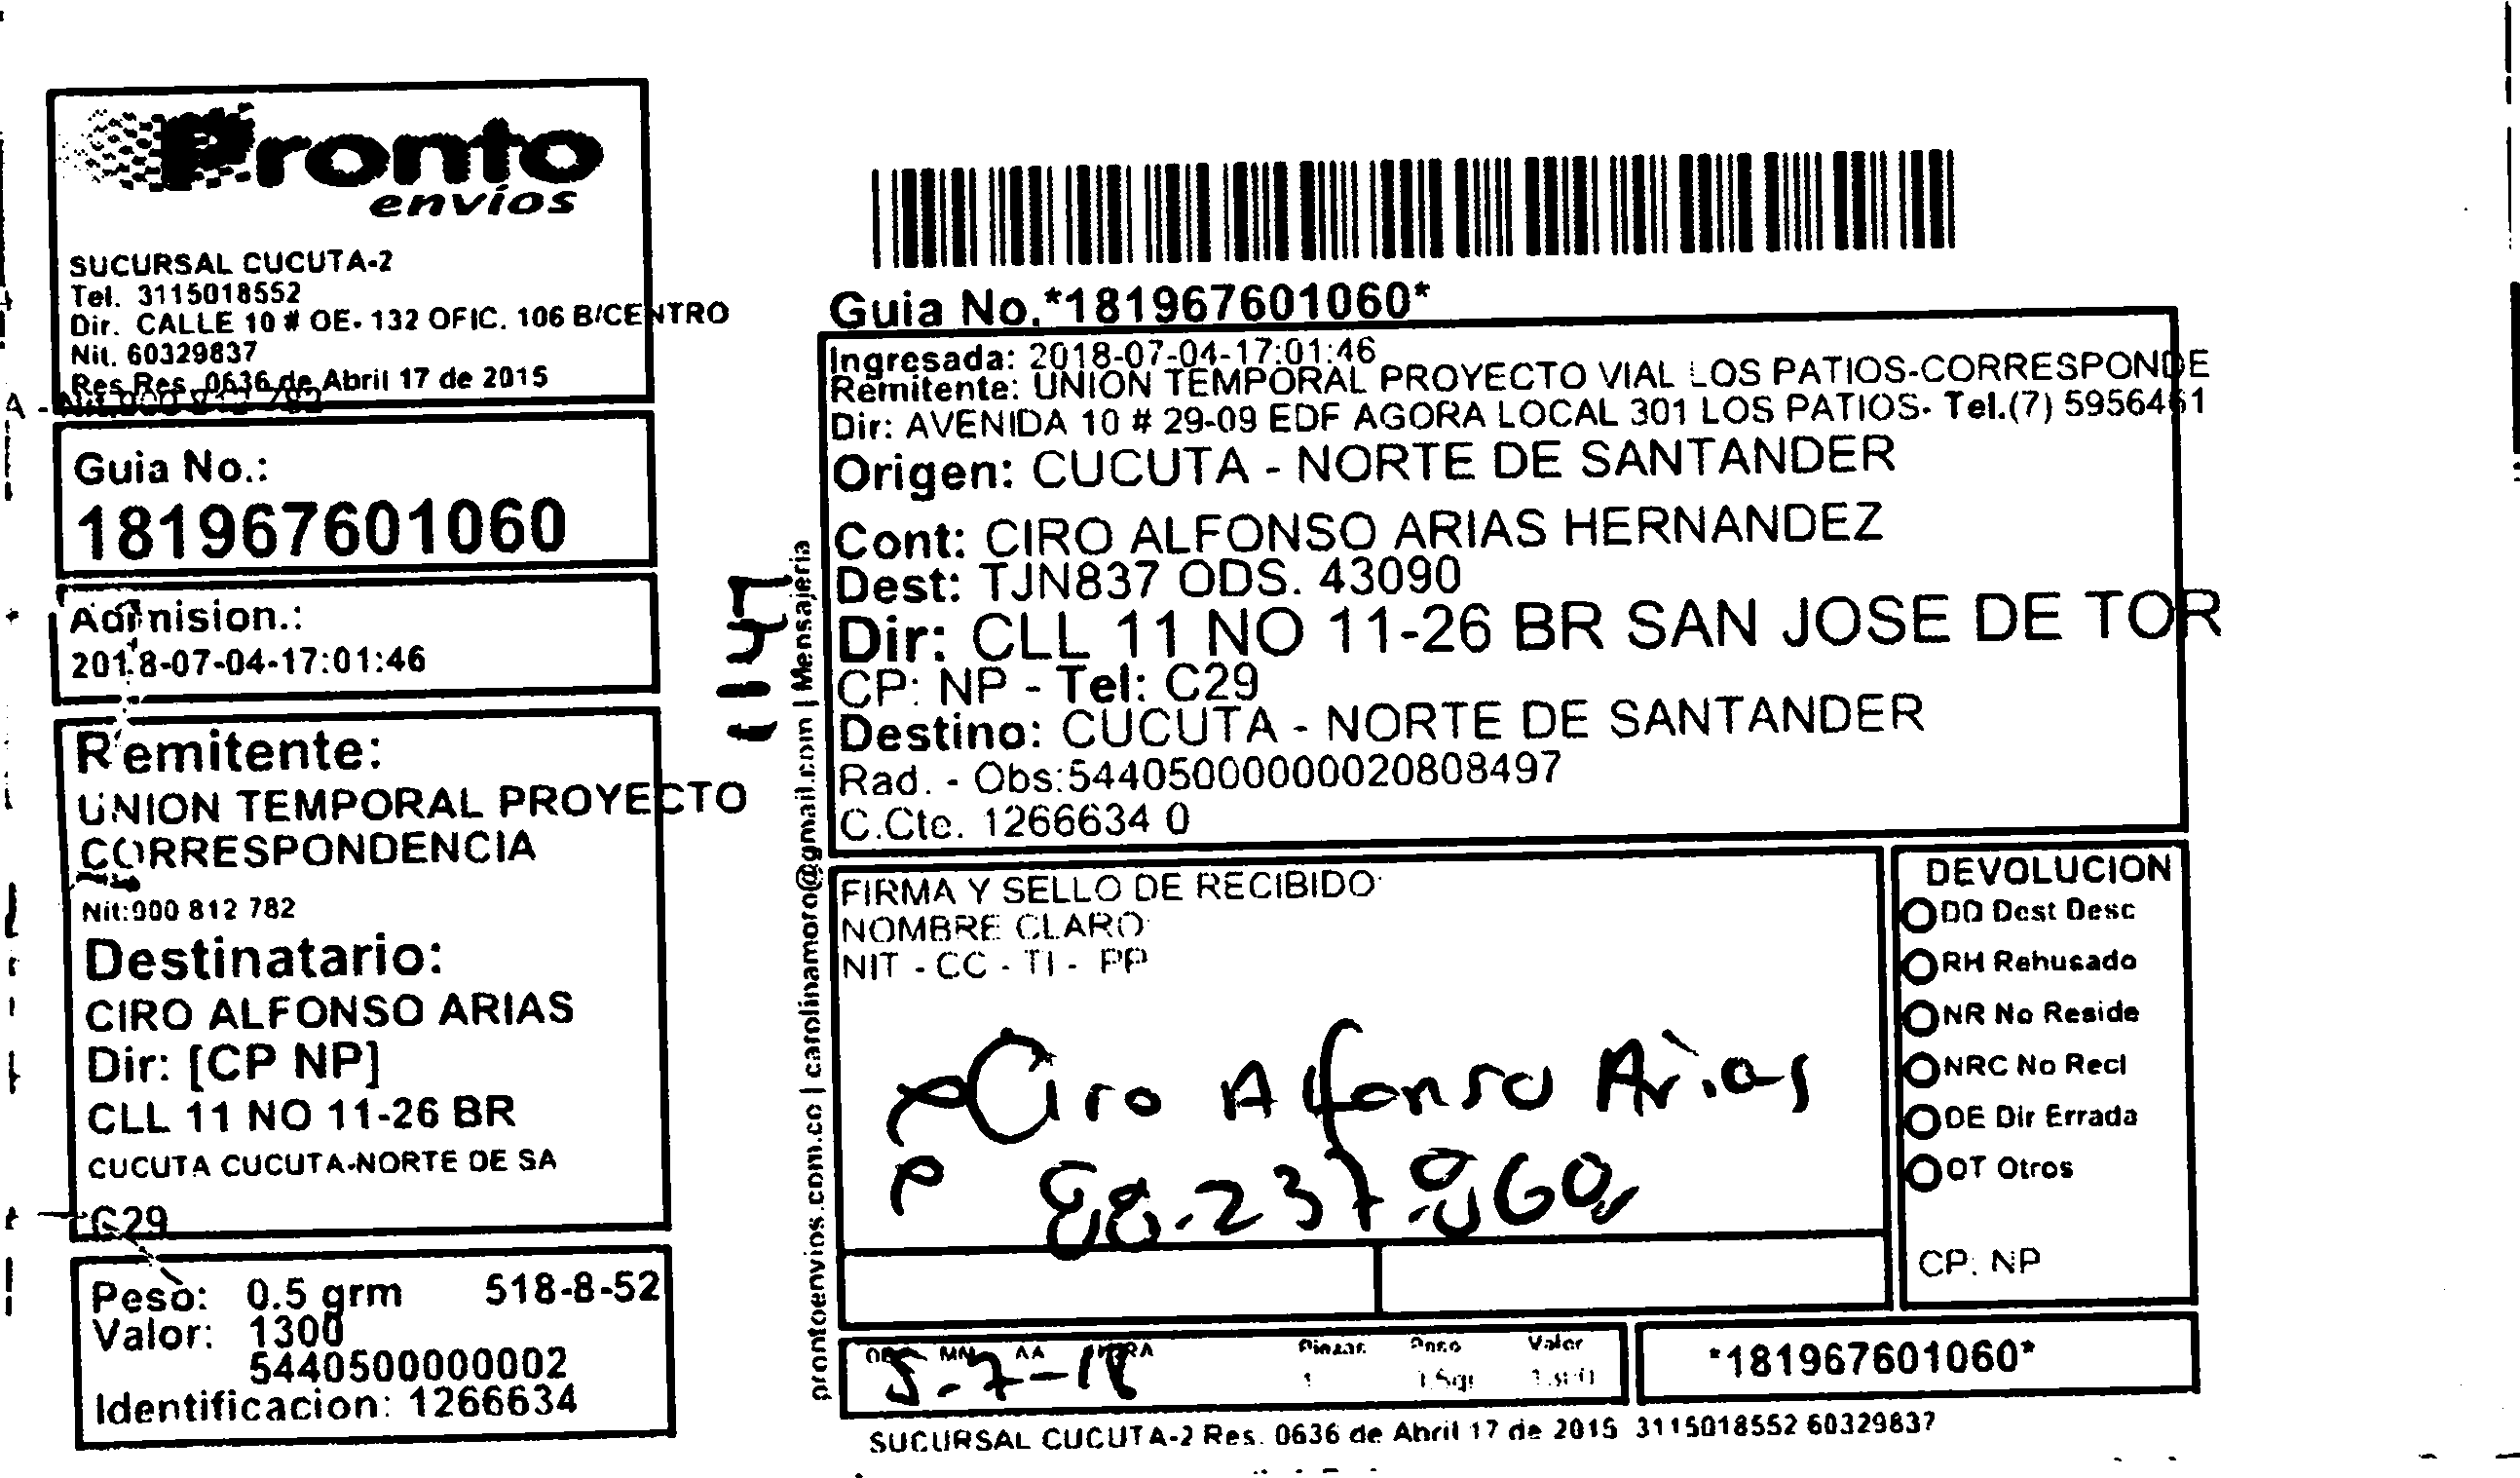 Pronto
envios
SUCURSAL CUCUTA-2
Tel. 3115018552
Dir. CALLE 10 # OE-132 OFIC. 106 B/CENTRO
Nit. 60329837
Res Res 0636 de Abril 17 de 2015
Guia No.:
181967601060
Admision.:
2018-07-04-17:01:46
Remitente:
UNION TEMPORAL PROYECTO
CORRESPONDENCIA
Nit:900 812 782
Destinatario:
CIRO ALFONSO ARIAS
Dir: [CP NP]
CLL 11 NO 11-26 BR
CUCUTA CUCUTA-NORTE DE SA
C29
Peso: 0.5 grm 518-8-52
Valor: 1300
5440500000002
Identificacion: 1266634
prontoenvios.com.co | carolinamoro@gmail.com | Mensajeria
Guia No.*181967601060*
Ingresada: 2018-07-04-17:01:46
Remitente: UNION TEMPORAL PROYECTO VIAL LOS PATIOS-CORRESPONDE
Dir: AVENIDA 10 # 29-09 EDF AGORA LOCAL 301 LOS PATIOS- Tel.(7) 5956461
Origen: CUCUTA - NORTE DE SANTANDER
Cont: CIRO ALFONSO ARIAS HERNANDEZ
Dest: TJN837 ODS. 43090
Dir: CLL 11 NO 11-26 BR SAN JOSE DE TOR
CP: NP - Tel: C29
Destino: CUCUTA - NORTE DE SANTANDER
Rad. - Obs:54405000000020808497
C.Cte. 1266634 0
FIRMA Y SELLO DE RECIBIDO
NOMBRE CLARO
NIT - CC - TI - PP
Ciro Alfonso Arias
88.237.860
DEVOLUCION
DD Dest Desc
RH Rehusado
NR No Reside
NRC No Recl
DE Dir Errada
OT Otros
CP: NP
MM AA HORA Piezas Peso Valor
5-7-18 1
*181967601060*
SUCURSAL CUCUTA-2 Res. 0636 de Abril 17 de 2015 3115018552 60329837